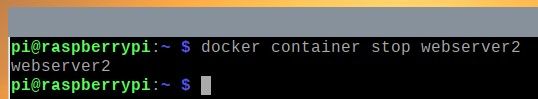 pi@raspberrypi:~ $ docker container stop webserver2
webserver2
pi@raspberrypi:~ $